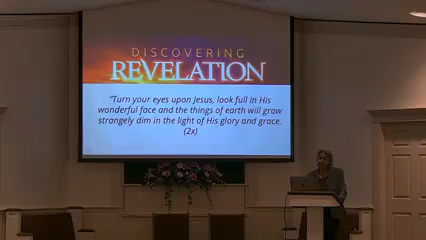 DISCOVERING
REVELATION
"Turn your eyes upon Jesus, look full in His
wonderful face and the things of earth will grow
strangely dim in the light of His glory and grace.
(2x)